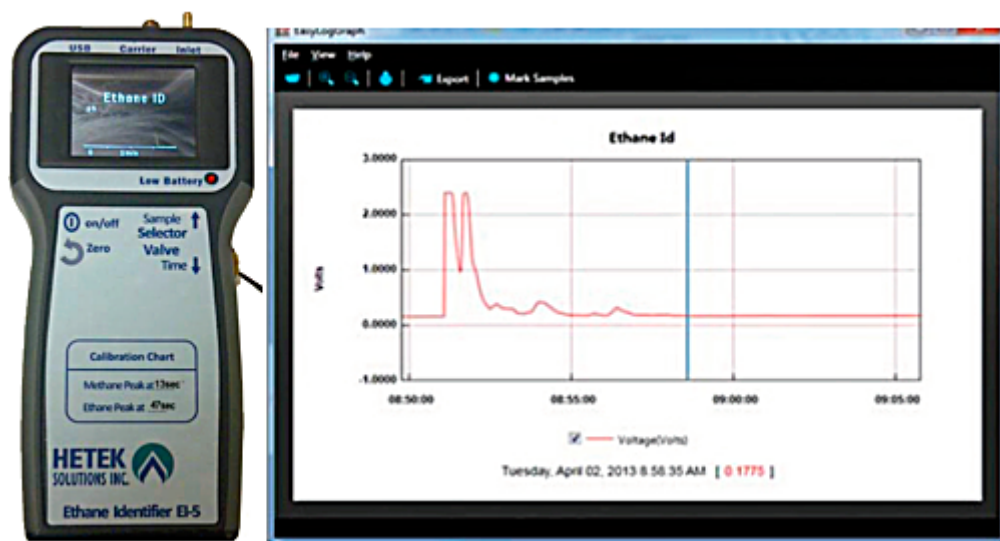 USB Carrier Inlet
Ethane ID
Low Battery
on/off
Zero
Sample
Selector
Valve
Time
Calibration Chart
Methane Peak at 13sec
Ethane Peak at 47sec
HETEK
SOLUTIONS INC.
Ethane Identifier EI-5
EasyLogGraph
File View Help
Export Mark Samples
Ethane Id
3.0000
2.0000
1.0000
0.0000
-1.0000
Volts
08:50:00 08:55:00 09:00:00 09:05:00
Voltage(Volts)
Tuesday, April 02, 2013 8:58:35 AM [ 0.1775 ]